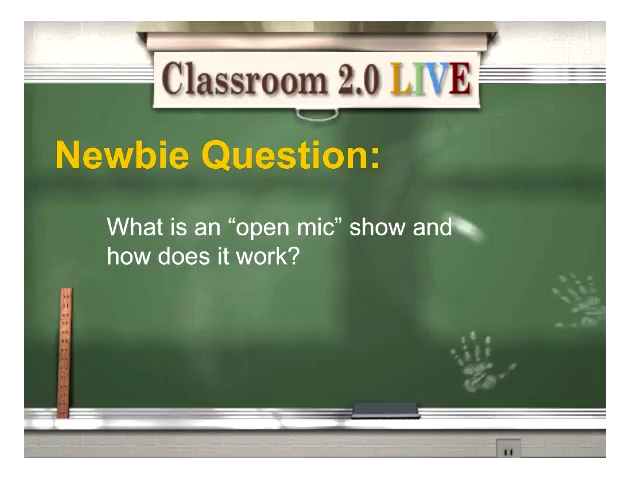 Classroom 2.0 LIVE
Newbie Question:
What is an “open mic” show and
how does it work?